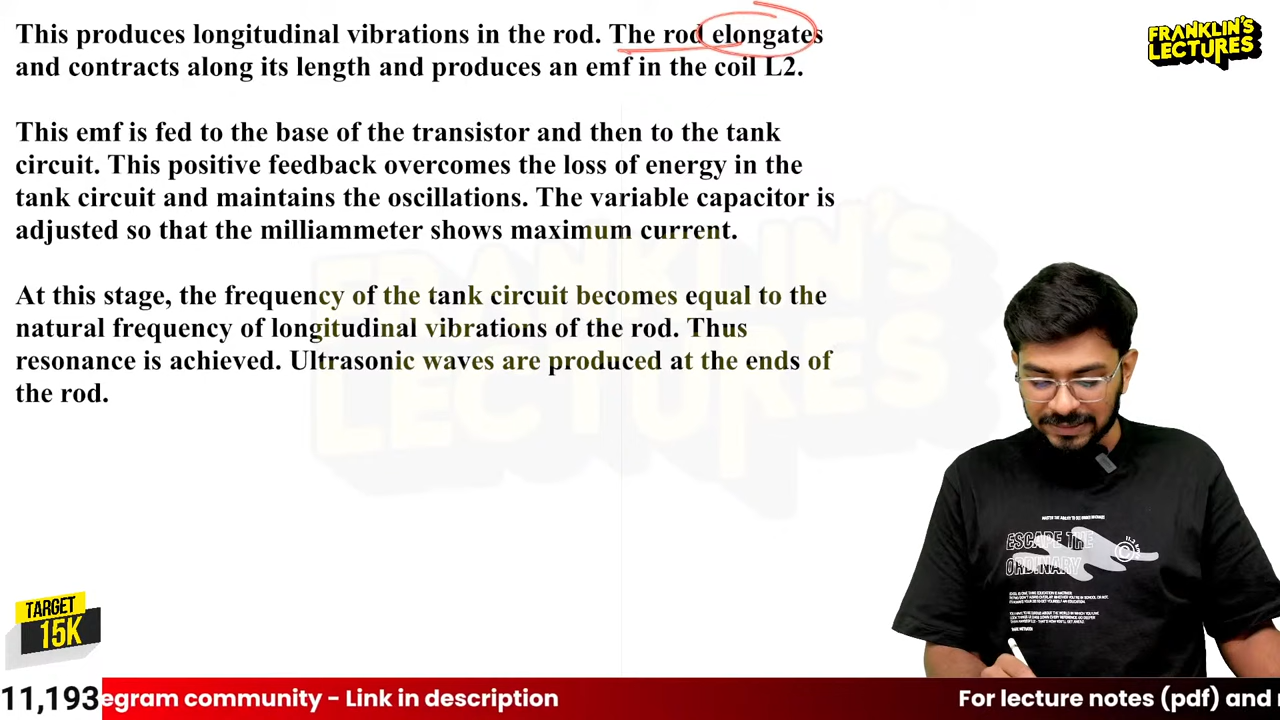 This produces longitudinal vibrations in the rod. The rod elongates
and contracts along its length and produces an emf in the coil L2.
This emf is fed to the base of the transistor and then to the tank
circuit. This positive feedback overcomes the loss of energy in the
tank circuit and maintains the oscillations. The variable capacitor is
adjusted so that the milliammeter shows maximum current.
At this stage, the frequency of the tank circuit becomes equal to the
natural frequency of longitudinal vibrations of the rod. Thus
resonance is achieved. Ultrasonic waves are produced at the ends of
the rod.
FRANKLIN'S
LECTURES
FRANKLIN'S
LECTURES
ESCAPE THE
ORDINARY
TARGET
15K
11,193
egram community - Link in description
For lecture notes (pdf) and